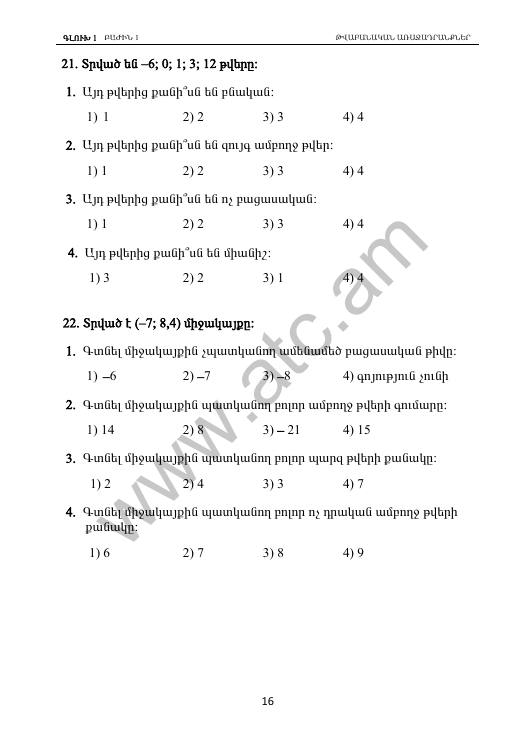 ԳԼՈՒԽ 1 ԲԱԺԻՆ 1 ԹՎԱԲԱՆԱԿԱՆ ԱՌԱՋԱԴՐԱՆՔՆԵՐ
21. Տրված են –6; 0; 1; 3; 12 թվերը:
1. Այդ թվերից քանի՞սն են բնական:
1) 1 2) 2 3) 3 4) 4
2. Այդ թվերից քանի՞սն են զույգ ամբողջ թվեր:
1) 1 2) 2 3) 3 4) 4
3. Այդ թվերից քանի՞սն են ոչ բացասական:
1) 1 2) 2 3) 3 4) 4
4. Այդ թվերից քանի՞սն են միանիշ:
1) 3 2) 2 3) 1 4) 4
22. Տրված է (–7; 8,4) միջակայքը:
1. Գտնել միջակայքին չպատկանող ամենամեծ բացասական թիվը:
1) –6 2) –7 3) –8 4) գոյություն չունի
2. Գտնել միջակայքին պատկանող բոլոր ամբողջ թվերի գումարը:
1) 14 2) 8 3) – 21 4) 15
3. Գտնել միջակայքին պատկանող բոլոր պարզ թվերի քանակը:
1) 2 2) 4 3) 3 4) 7
4. Գտնել միջակայքին պատկանող բոլոր ոչ դրական ամբողջ թվերի
քանակը:
1) 6 2) 7 3) 8 4) 9
www.atc.am
16